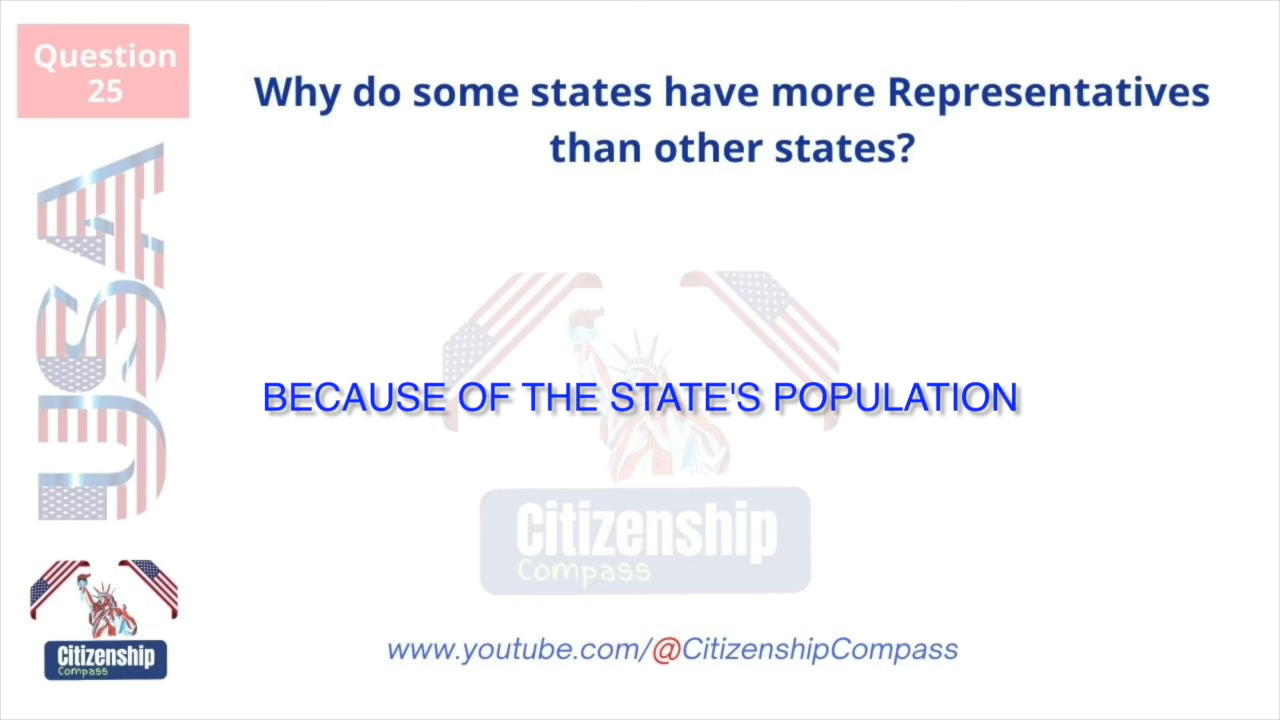 Question
25
Why do some states have more Representatives
than other states?
USA
BECAUSE OF THE STATE'S POPULATION
Citizenship
Compass
Citizenship
Compass
www.youtube.com/@CitizenshipCompass